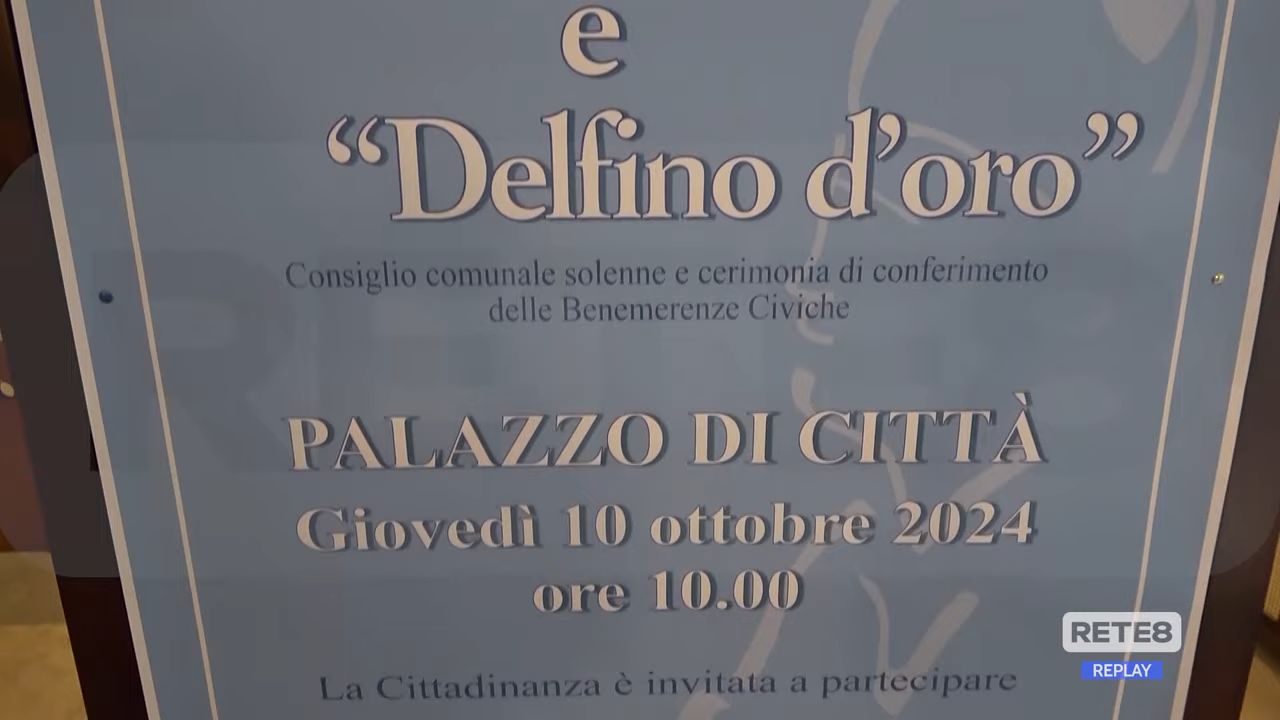 e
“Delfino d’oro”
Consiglio comunale solenne e cerimonia di conferimento
delle Benemerenze Civiche
PALAZZO DI CITTÀ
Giovedì 10 ottobre 2024
ore 10.00
La Cittadinanza è invitata a partecipare
RETE8
REPLAY